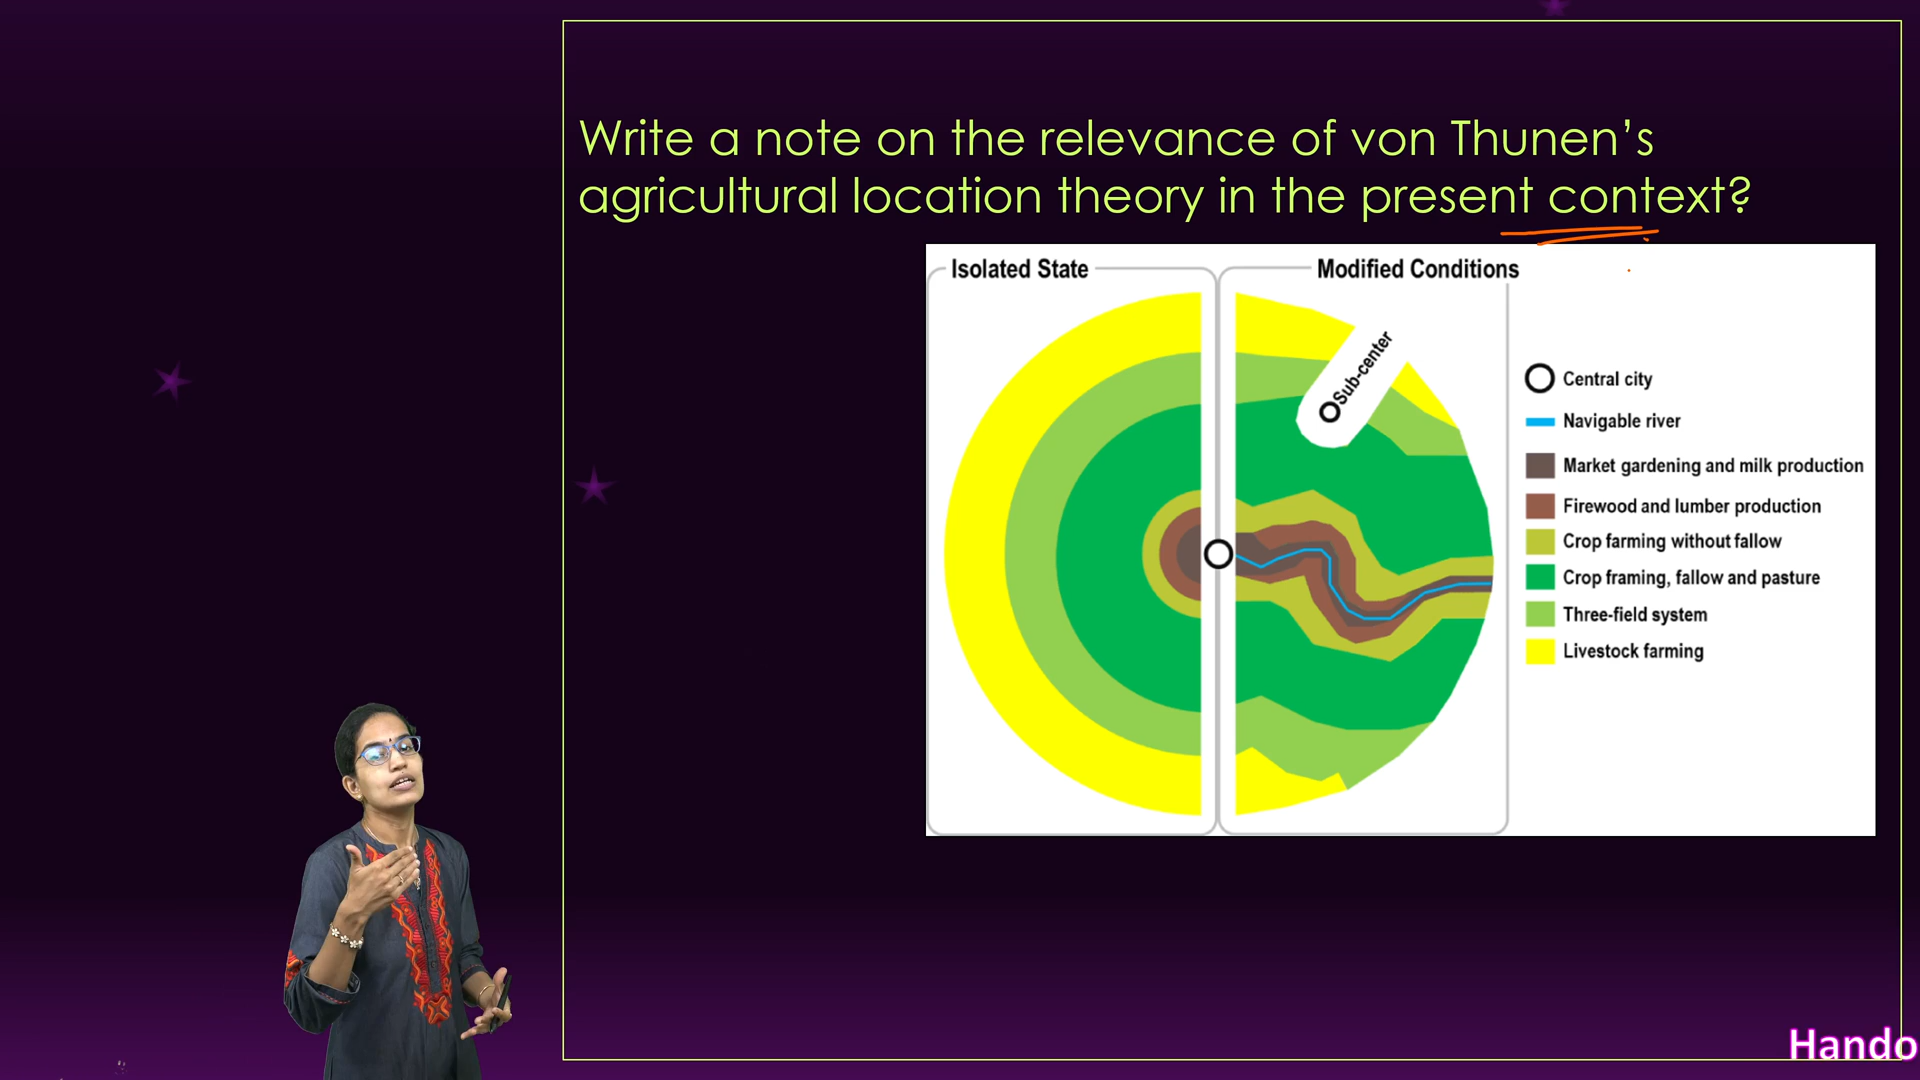 Write a note on the relevance of von Thunen’s
agricultural location theory in the present context?
Isolated State
Modified Conditions
Sub-center
Central city
Navigable river
Market gardening and milk production
Firewood and lumber production
Crop farming without fallow
Crop framing, fallow and pasture
Three-field system
Livestock farming
Hando